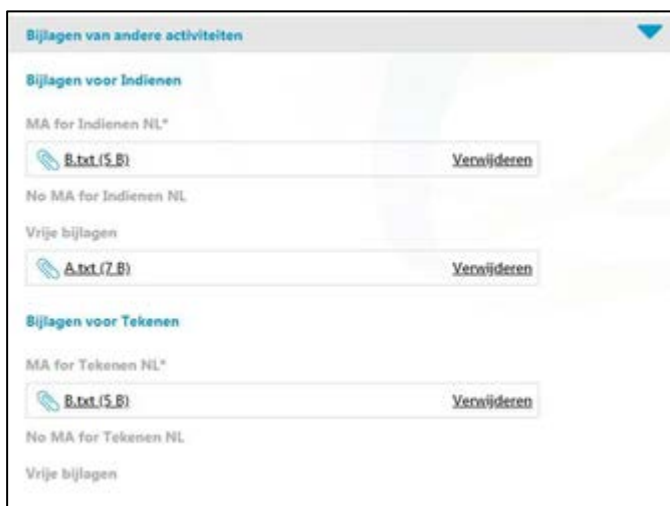 Bijlagen van andere activiteiten
Bijlagen voor Indienen
MA for Indienen NL*
B.txt (5 B) Verwijderen
No MA for Indienen NL
Vrije bijlagen
A.txt (7 B) Verwijderen
Bijlagen voor Tekenen
MA for Tekenen NL*
B.txt (5 B) Verwijderen
No MA for Tekenen NL
Vrije bijlagen